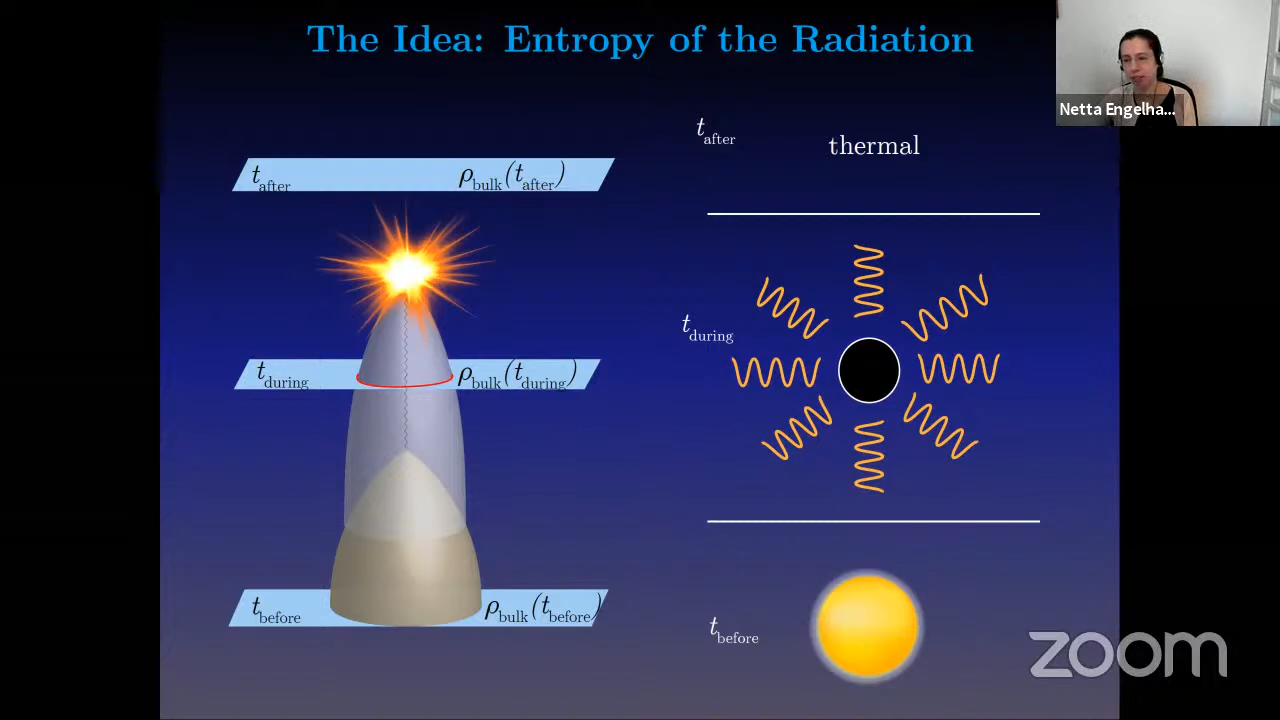 The Idea: Entropy of the Radiation
Netta Engelha...
t_after thermal
t_after ρ_bulk(t_after)
t_during
t_during ρ_bulk(t_during)
t_before ρ_bulk(t_before)
t_before
zoom